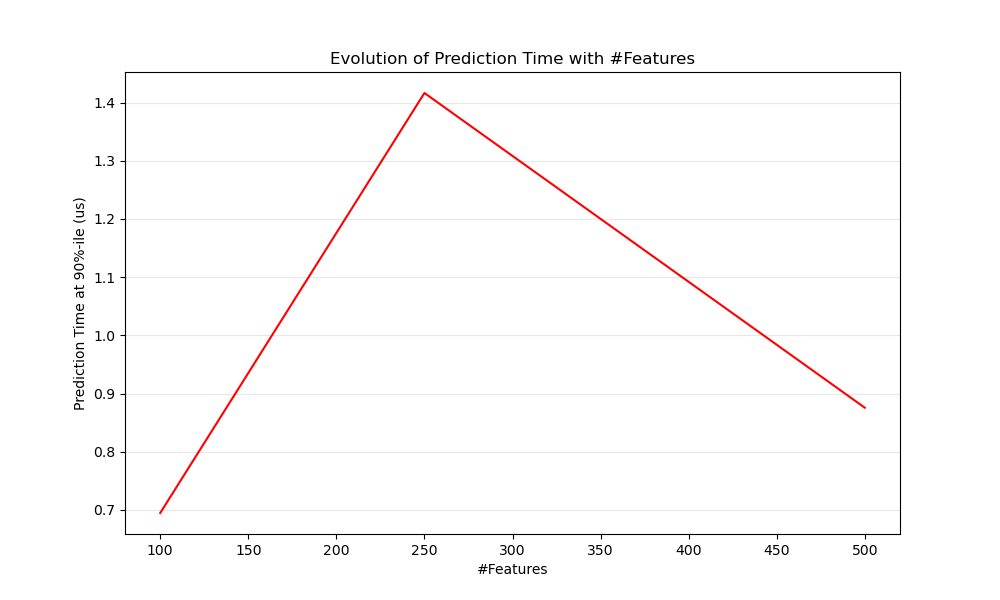 Evolution of Prediction Time with #Features
Prediction Time at 90%-ile (us)
1.4
1.3
1.2
1.1
1.0
0.9
0.8
0.7
100 150 200 250 300 350 400 450 500
#Features